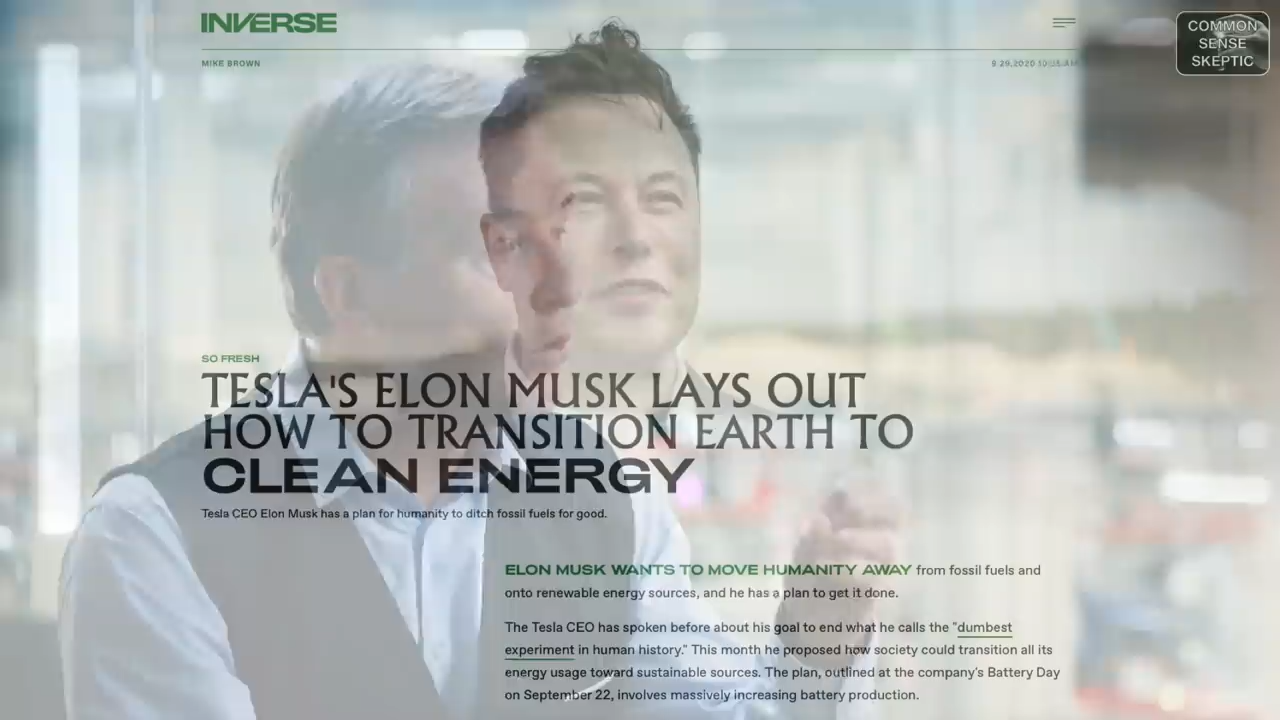 INVERSE
COMMON
SENSE
SKEPTIC
MIKE BROWN
9.29.2020 10:15 AM
SO FRESH
TESLA'S ELON MUSK LAYS OUT
HOW TO TRANSITION EARTH TO
CLEAN ENERGY
Tesla CEO Elon Musk has a plan for humanity to ditch fossil fuels for good.
ELON MUSK WANTS TO MOVE HUMANITY AWAY from fossil fuels and
onto renewable energy sources, and he has a plan to get it done.
The Tesla CEO has spoken before about his goal to end what he calls the "dumbest
experiment in human history." This month he proposed how society could transition all its
energy usage toward sustainable sources. The plan, outlined at the company's Battery Day
on September 22, involves massively increasing battery production.